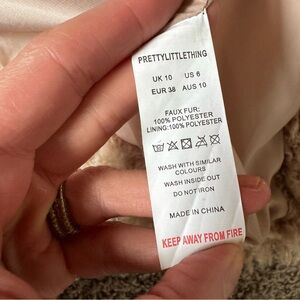 PRETTYLITTLETHING
UK 10 US 6
EUR 38 AUS 10
FAUX FUR:
100% POLYESTER
LINING:100% POLYESTER
WASH WITH SIMILAR
COLOURS
WASH INSIDE OUT
DO NOT IRON
MADE IN CHINA
KEEP AWAY FROM FIRE